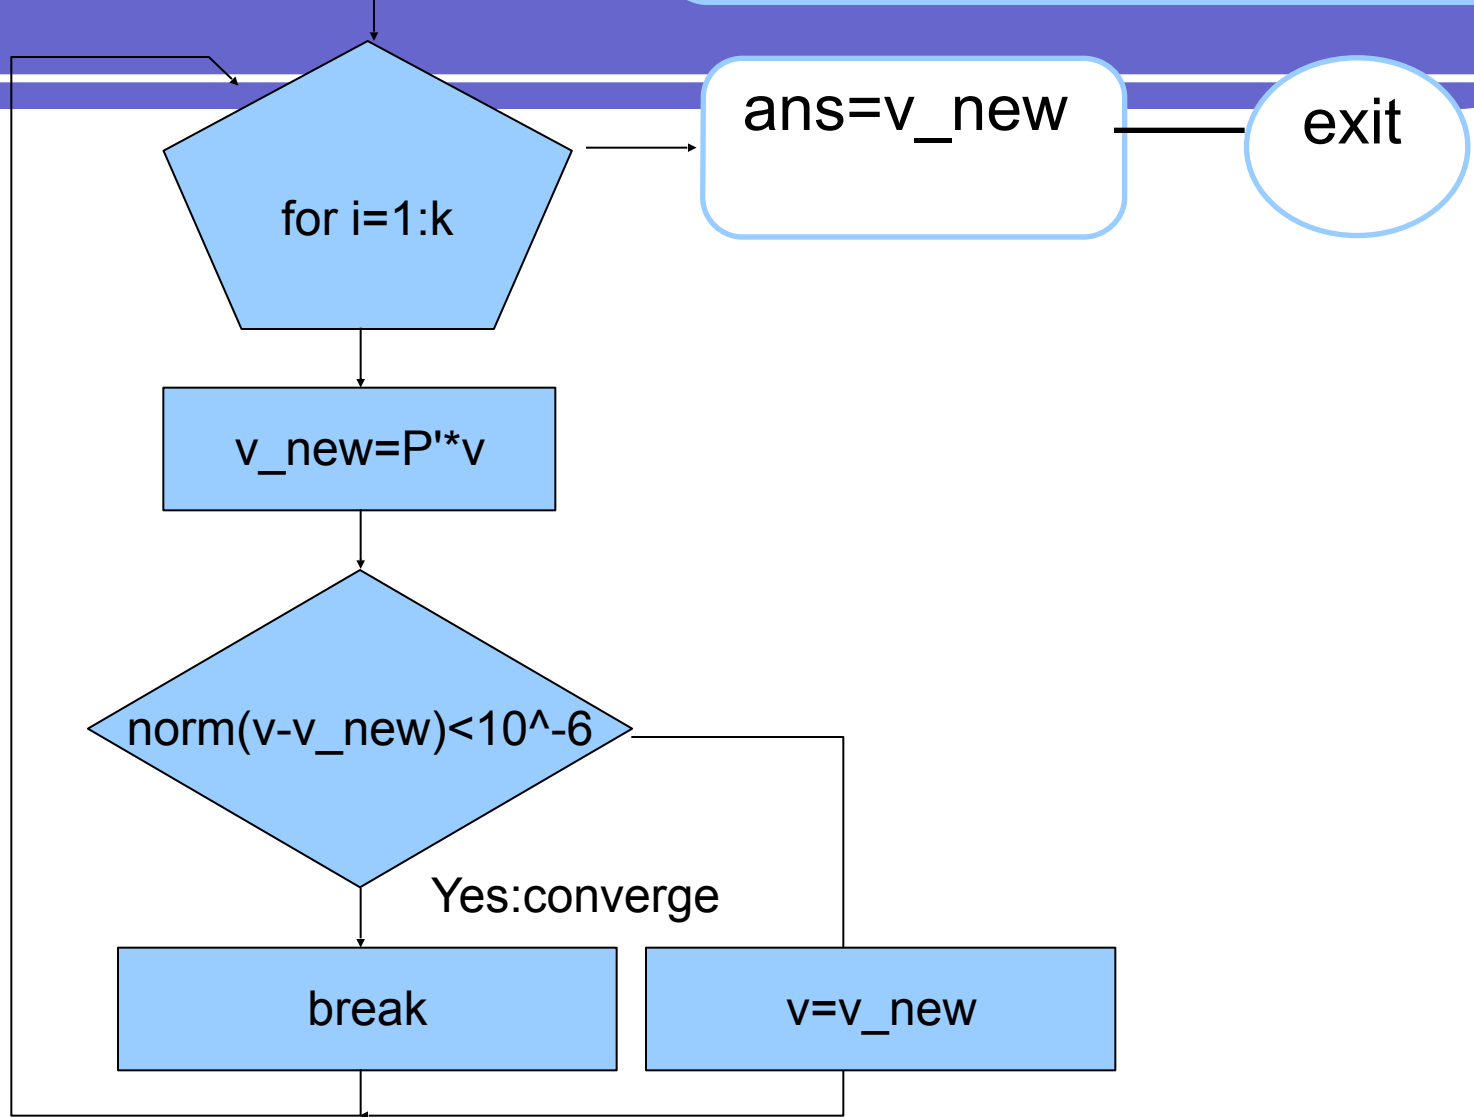 ans=v_new
exit
for i=1:k
v_new=P'*v
norm(v-v_new)<10^-6
Yes:converge
break
v=v_new